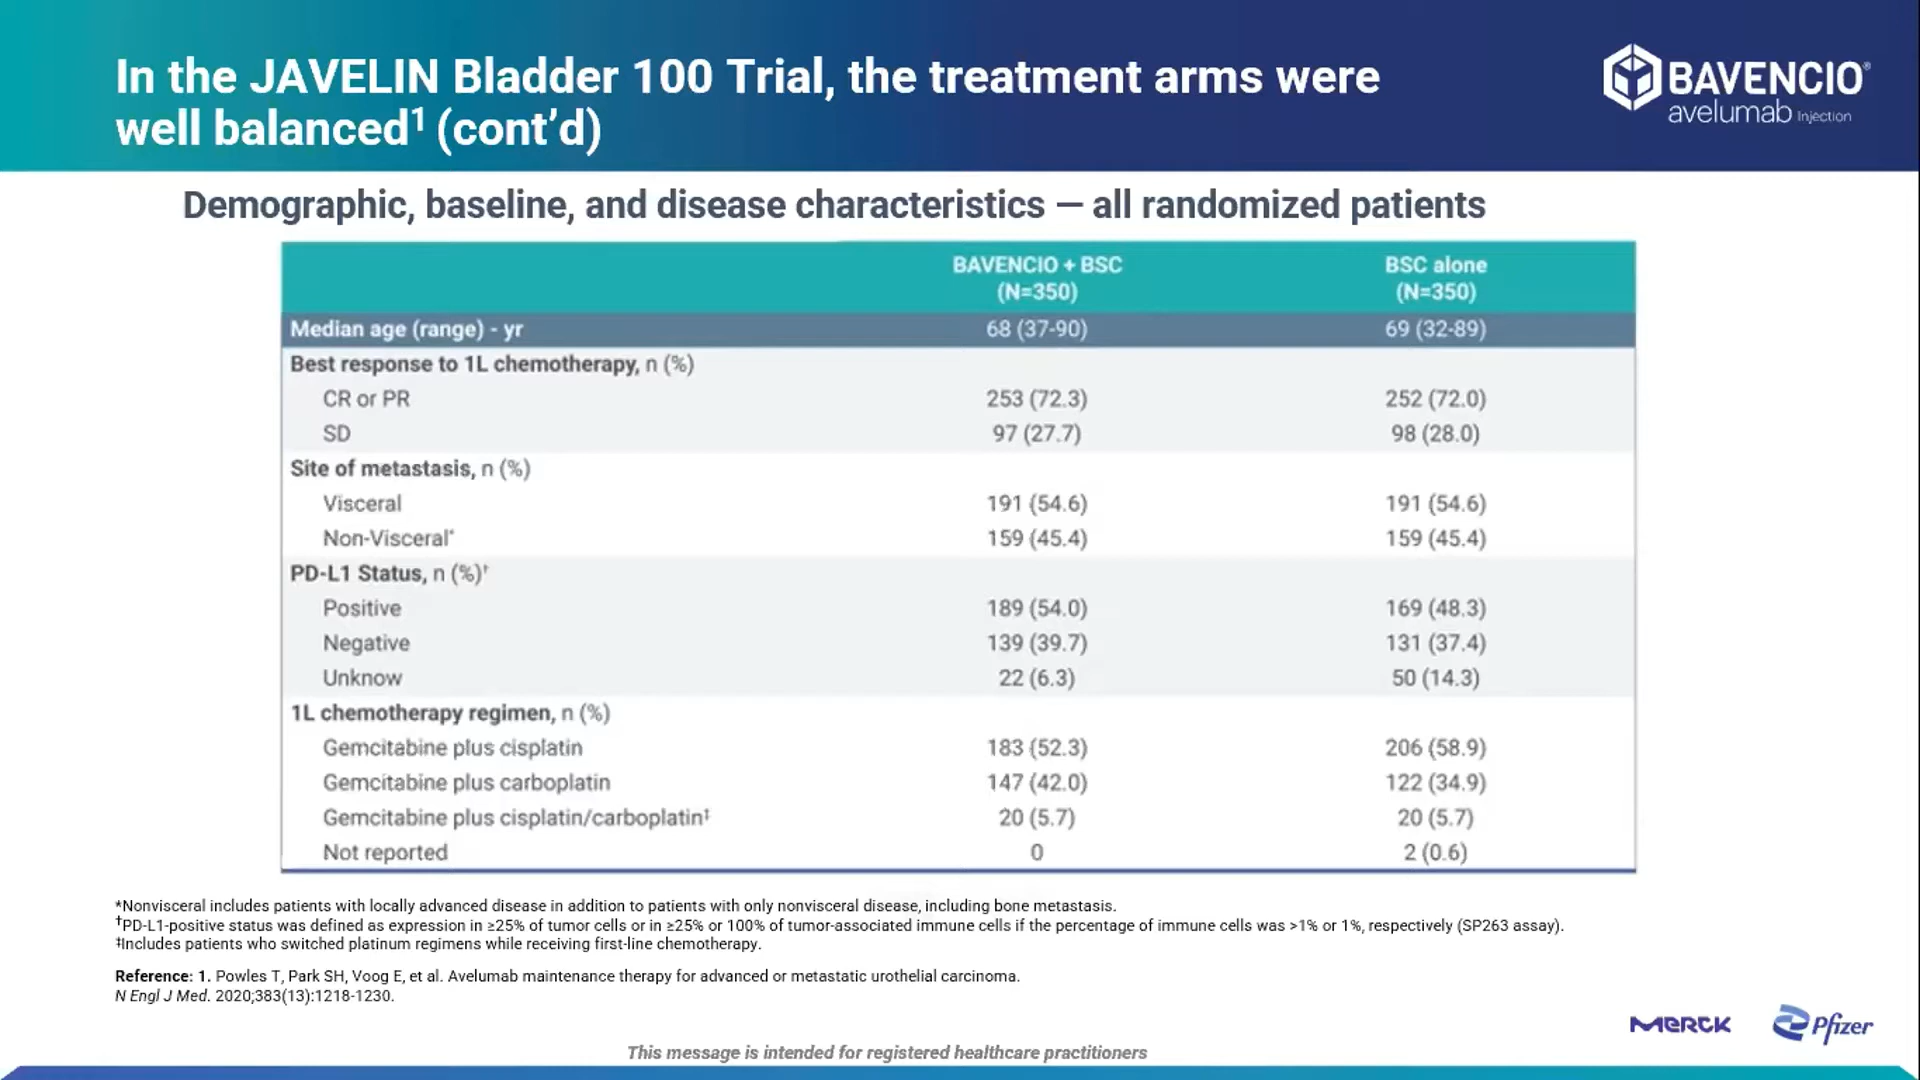 In the JAVELIN Bladder 100 Trial, the treatment arms were
well balanced¹ (cont'd)
BAVENCIO®
avelumab Injection
Demographic, baseline, and disease characteristics — all randomized patients
BAVENCIO + BSC (N=350) BSC alone (N=350)
Median age (range) - yr 68 (37-90) 69 (32-89)
Best response to 1L chemotherapy, n (%)
CR or PR 253 (72.3) 252 (72.0)
SD 97 (27.7) 98 (28.0)
Site of metastasis, n (%)
Visceral 191 (54.6) 191 (54.6)
Non-Visceral* 159 (45.4) 159 (45.4)
PD-L1 Status, n (%)†
Positive 189 (54.0) 169 (48.3)
Negative 139 (39.7) 131 (37.4)
Unknow 22 (6.3) 50 (14.3)
1L chemotherapy regimen, n (%)
Gemcitabine plus cisplatin 183 (52.3) 206 (58.9)
Gemcitabine plus carboplatin 147 (42.0) 122 (34.9)
Gemcitabine plus cisplatin/carboplatin‡ 20 (5.7) 20 (5.7)
Not reported 0 2 (0.6)
*Nonvisceral includes patients with locally advanced disease in addition to patients with only nonvisceral disease, including bone metastasis.
†PD-L1-positive status was defined as expression in ≥25% of tumor cells or in ≥25% or 100% of tumor-associated immune cells if the percentage of immune cells was >1% or 1%, respectively (SP263 assay).
‡Includes patients who switched platinum regimens while receiving first-line chemotherapy.
Reference: 1. Powles T, Park SH, Voog E, et al. Avelumab maintenance therapy for advanced or metastatic urothelial carcinoma.
N Engl J Med. 2020;383(13):1218-1230.
MERCK Pfizer
This message is intended for registered healthcare practitioners